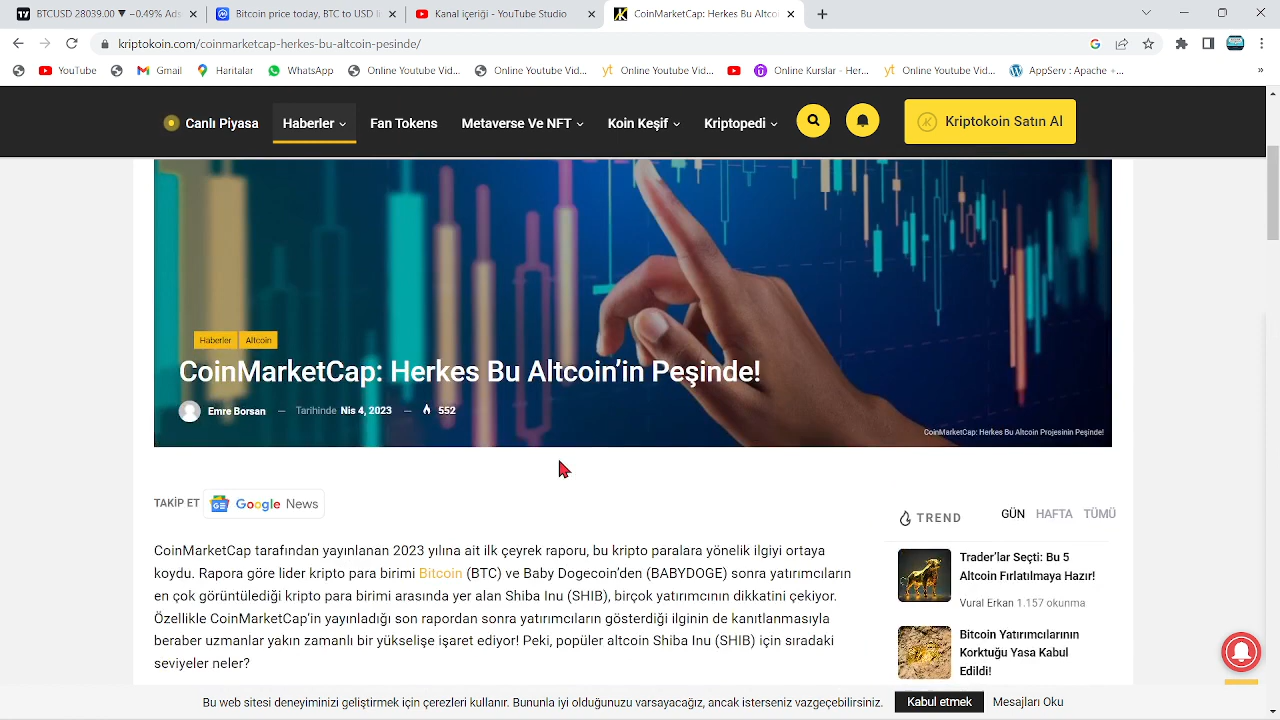 BTCUSD 28039.00 ▼ −0.49% Ads
Bitcoin price today, BTC to USD li
Kanal içeriği - YouTube Studio
CoinMarketCap: Herkes Bu Altcoi
kriptokoin.com/coinmarketcap-herkes-bu-altcoin-pesinde/
YouTube
Gmail
Haritalar
WhatsApp
Online Youtube Vid...
Online Youtube Vid...
Online Youtube Vid...
Online Kurslar - Her...
Online Youtube Vid...
AppServ : Apache +...
»
Canlı Piyasa
Haberler
Fan Tokens
Metaverse Ve NFT
Koin Keşif
Kriptopedi
Kriptokoin Satın Al
Haberler
Altcoin
CoinMarketCap: Herkes Bu Altcoin’in Peşinde!
Emre Borsan — Tarihinde Nis 4, 2023 — 552
CoinMarketCap: Herkes Bu Altcoin Projesinin Peşinde!
TAKİP ET Google News
CoinMarketCap tarafından yayınlanan 2023 yılına ait ilk çeyrek raporu, bu kripto paralara yönelik ilgiyi ortaya
koydu. Rapora göre lider kripto para birimi Bitcoin (BTC) ve Baby Dogecoin’den (BABYDOGE) sonra yatırımcıların
en çok görüntülediği kripto para birimi arasında yer alan Shiba Inu (SHIB), birçok yatırımcının dikkatini çekiyor.
Özellikle CoinMarketCap’in yayınladığı son rapordan sonra yatırımcıların gösterdiği ilginin de kanıtlanmasıyla
beraber uzmanlar yakın zamanlı bir yükselişe işaret ediyor! Peki, popüler altcoin Shiba Inu (SHIB) için sıradaki
seviyeler neler?
TREND
GÜN HAFTA TÜMÜ
Trader’lar Seçti: Bu 5
Altcoin Fırlatılmaya Hazır!
Vural Erkan 1.157 okunma
Bitcoin Yatırımcılarının
Korktuğu Yasa Kabul
Edildi!
Bu web sitesi deneyiminizi geliştirmek için çerezleri kullanır. Bununla iyi olduğunuzu varsayacağız, ancak isterseniz vazgeçebilirsiniz.
Kabul etmek
Mesajları Oku